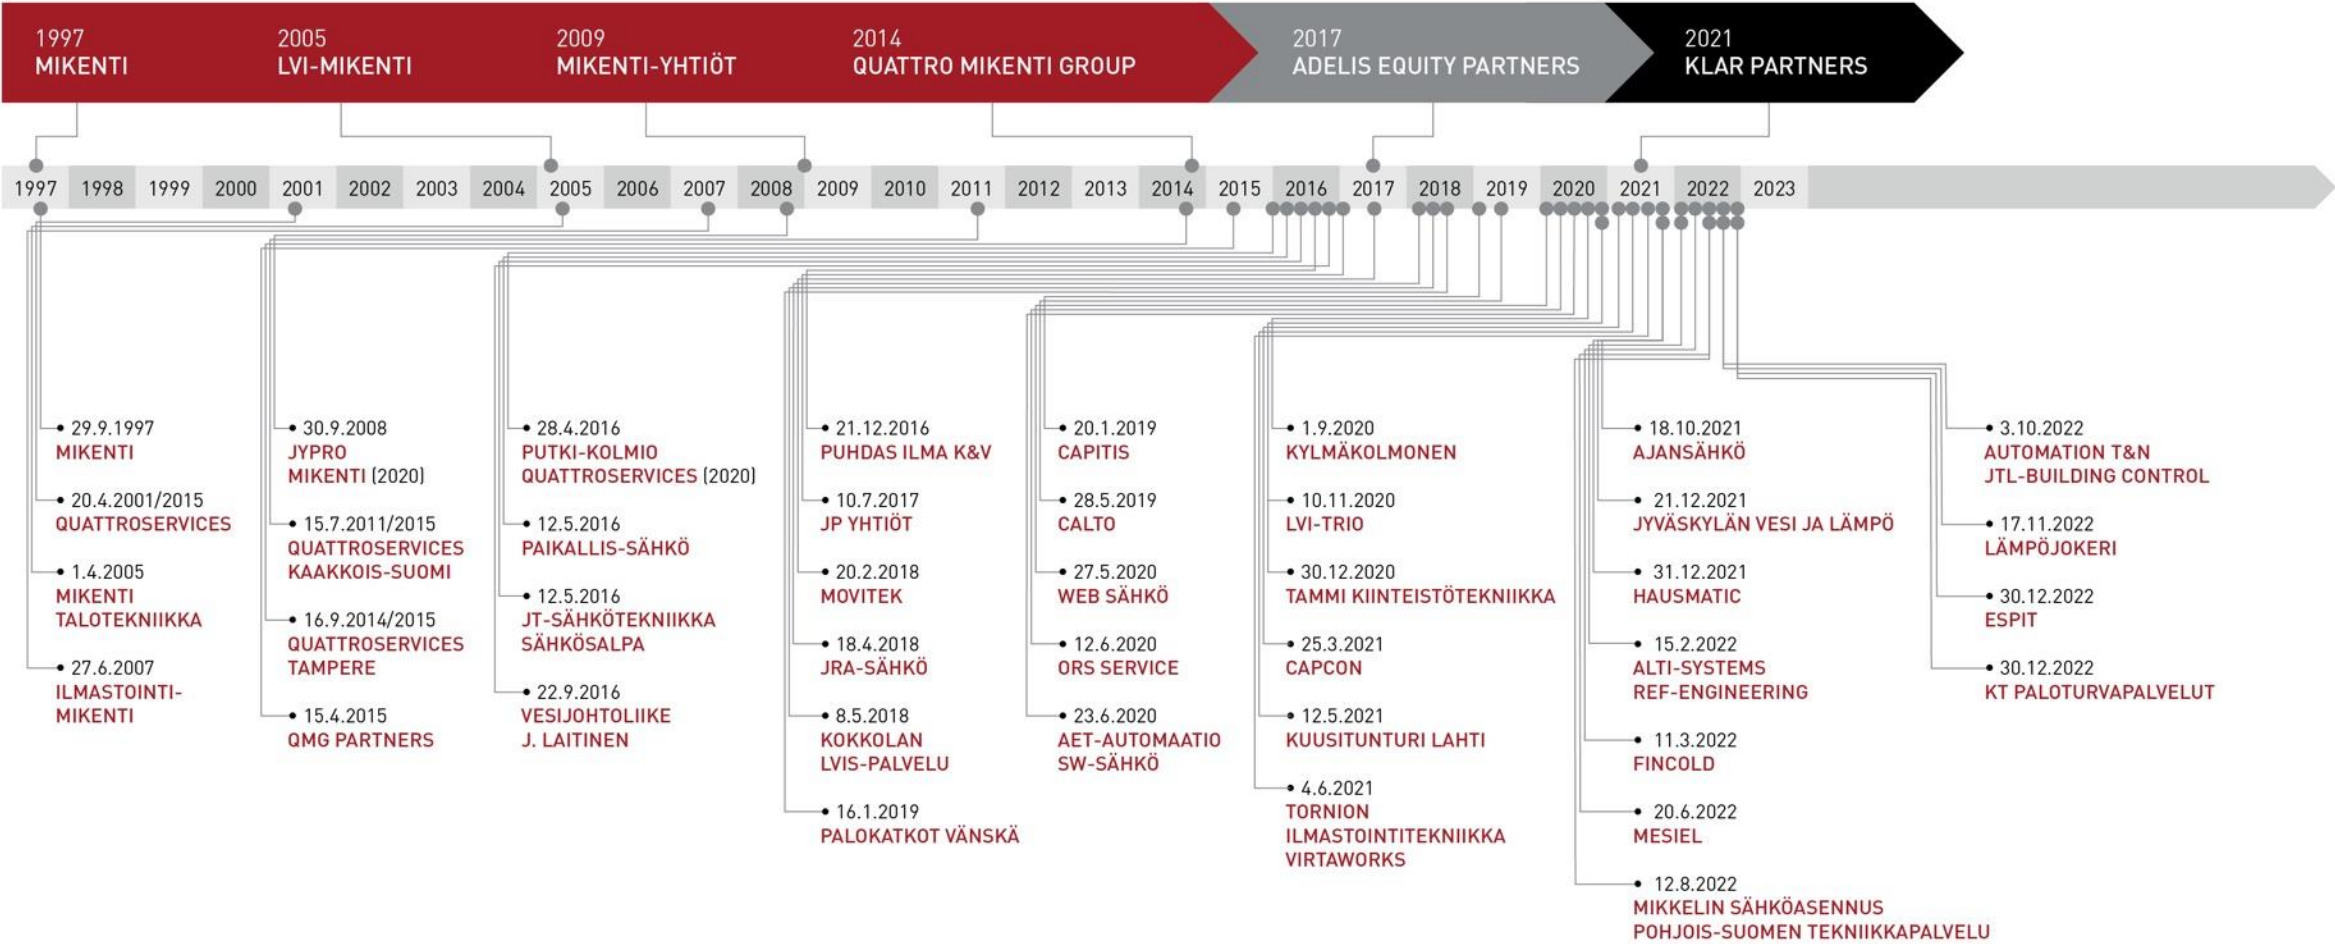 1997
MIKENTI
2005
LVI-MIKENTI
2009
MIKENTI-YHTIÖT
2014
QUATTRO MIKENTI GROUP
2017
ADELIS EQUITY PARTNERS
2021
KLAR PARTNERS
1997 1998 1999 2000 2001 2002 2003 2004 2005 2006 2007 2008 2009 2010 2011 2012 2013 2014 2015 2016 2017 2018 2019 2020 2021 2022 2023
29.9.1997
MIKENTI
20.4.2001/2015
QUATTROSERVICES
1.4.2005
MIKENTI
TALOTEKNIIKKA
27.6.2007
ILMASTOINTI-
MIKENTI
30.9.2008
JYPRO
MIKENTI (2020)
15.7.2011/2015
QUATTROSERVICES
KAAKKOIS-SUOMI
16.9.2014/2015
QUATTROSERVICES
TAMPERE
15.4.2015
QMG PARTNERS
28.4.2016
PUTKI-KOLMIO
QUATTROSERVICES (2020)
12.5.2016
PAIKALLIS-SÄHKÖ
12.5.2016
JT-SÄHKÖTEKNIIKKA
SÄHKÖSALPA
22.9.2016
VESIJOHTOLIIKE
J. LAITINEN
21.12.2016
PUHDAS ILMA K&V
10.7.2017
JP YHTIÖT
20.2.2018
MOVITEK
18.4.2018
JRA-SÄHKÖ
8.5.2018
KOKKOLAN
LVIS-PALVELU
16.1.2019
PALOKATKOT VÄNSKÄ
20.1.2019
CAPITIS
28.5.2019
CALTO
27.5.2020
WEB SÄHKÖ
12.6.2020
ORS SERVICE
23.6.2020
AET-AUTOMAATIO
SW-SÄHKÖ
1.9.2020
KYLMÄKOLMONEN
10.11.2020
LVI-TRIO
30.12.2020
TAMMI KIINTEISTÖTEKNIIKKA
25.3.2021
CAPCON
12.5.2021
KUUSITUNTURI LAHTI
4.6.2021
TORNION
ILMASTOINTITEKNIIKKA
VIRTAWORKS
18.10.2021
AJANSÄHKÖ
21.12.2021
JYVÄSKYLÄN VESI JA LÄMPÖ
31.12.2021
HAUSMATIC
15.2.2022
ALTI-SYSTEMS
REF-ENGINEERING
11.3.2022
FINCOLD
20.6.2022
MESIEL
12.8.2022
MIKKELIN SÄHKÖASENNUS
POHJOIS-SUOMEN TEKNIIKKAPALVELU
3.10.2022
AUTOMATION T&N
JTL-BUILDING CONTROL
17.11.2022
LÄMPÖJOKERI
30.12.2022
ESPIT
30.12.2022
KT PALOTURVAPALVELUT